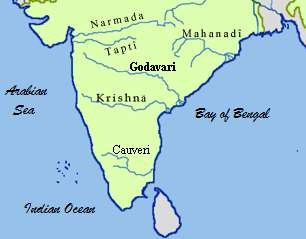 Narmada
Mahanadi
Tapti
Godavari
Arabian
Sea
Krishna
Bay of Bengal
Cauveri
Indian Ocean